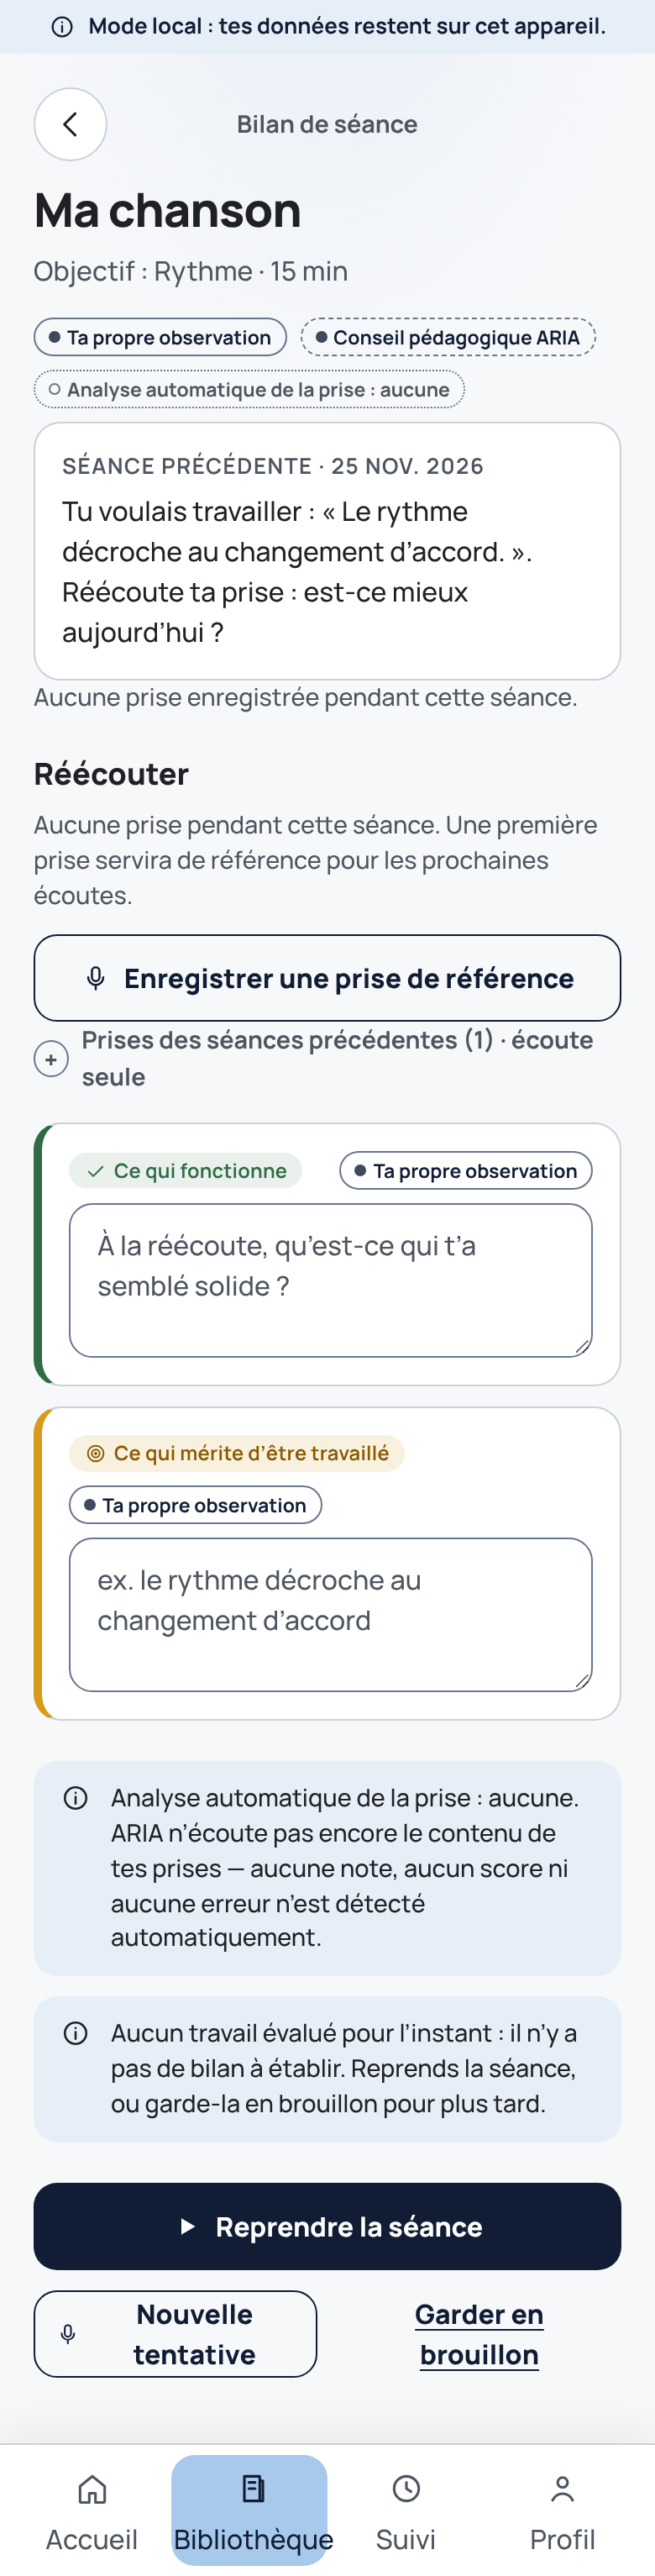 Mode local : tes données restent sur cet appareil.
Bilan de séance
Ma chanson
Objectif : Rythme · 15 min
Ta propre observation
Conseil pédagogique ARIA
Analyse automatique de la prise : aucune
SÉANCE PRÉCÉDENTE · 25 NOV. 2026
Tu voulais travailler : « Le rythme
décroche au changement d’accord. ».
Réécoute ta prise : est-ce mieux
aujourd’hui ?
Aucune prise enregistrée pendant cette séance.
Réécouter
Aucune prise pendant cette séance. Une première
prise servira de référence pour les prochaines
écoutes.
Enregistrer une prise de référence
Prises des séances précédentes (1) · écoute
seule
Ce qui fonctionne
Ta propre observation
À la réécoute, qu’est-ce qui t’a
semblé solide ?
Ce qui mérite d’être travaillé
Ta propre observation
ex. le rythme décroche au
changement d’accord
Analyse automatique de la prise : aucune.
ARIA n’écoute pas encore le contenu de
tes prises — aucune note, aucun score ni
aucune erreur n’est détecté
automatiquement.
Aucun travail évalué pour l’instant : il n’y a
pas de bilan à établir. Reprends la séance,
ou garde-la en brouillon pour plus tard.
Reprendre la séance
Nouvelle
tentative
Garder en
brouillon
Accueil
Bibliothèque
Suivi
Profil